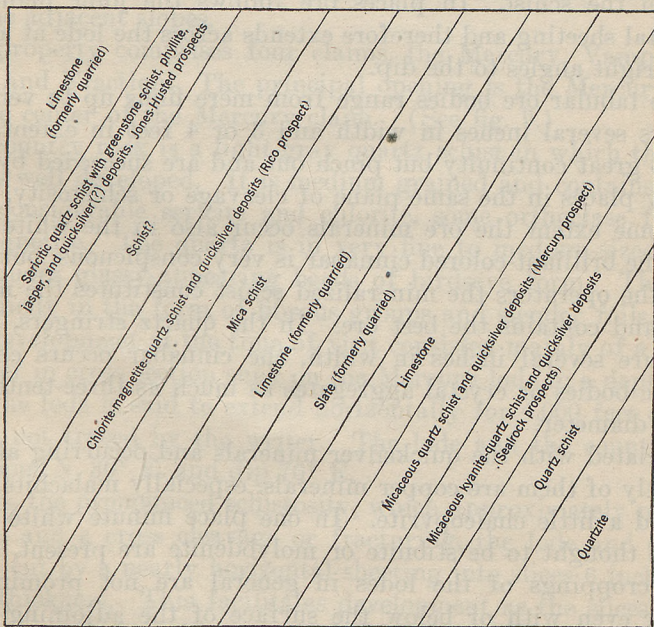 Limestone
(formerly quarried)
Sericitic quartz schist with greenstone schist, phyllite,
jasper, and quicksilver(?) deposits. Jones-Husted prospects
Schist?
Chlorite-magnetite-quartz schist and quicksilver deposits (Rico prospect)
Mica schist
Limestone (formerly quarried)
Slate (formerly quarried)
Limestone
Micaceous quartz schist and quicksilver deposits (Mercury prospect)
Micaceous kyanite-quartz schist and quicksilver deposits
(Sealrock prospects)
Quartz schist
Quartzite